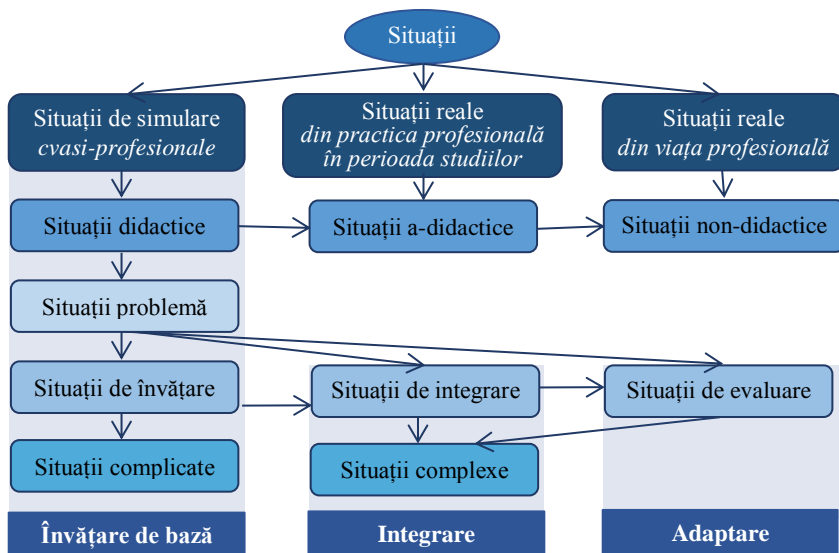 Situații
Situații de simulare
cvasi-profesionale
Situații reale
din practica profesională
în perioada studiilor
Situații reale
din viața profesională
Situații didactice
Situații a-didactice
Situații non-didactice
Situații problemă
Situații de învățare
Situații de integrare
Situații de evaluare
Situații complicate
Situații complexe
Învățare de bază
Integrare
Adaptare